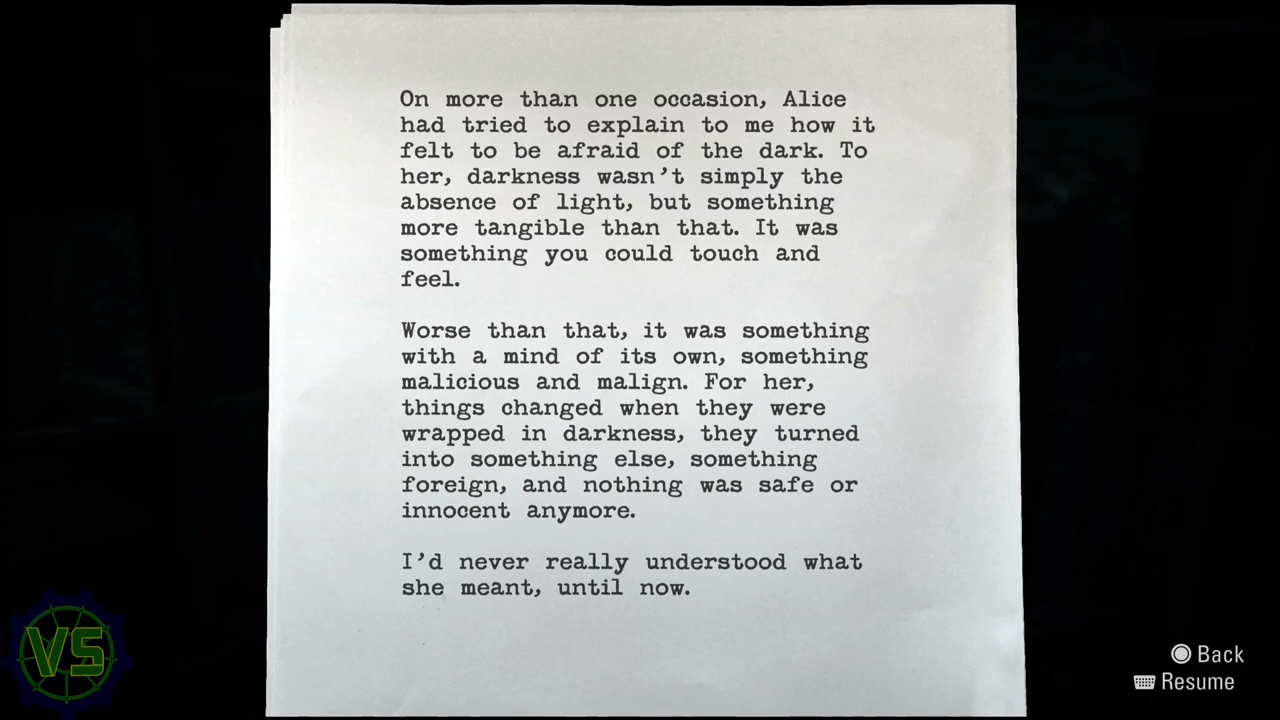 On more than one occasion, Alice
had tried to explain to me how it
felt to be afraid of the dark. To
her, darkness wasn’t simply the
absence of light, but something
more tangible than that. It was
something you could touch and
feel.
Worse than that, it was something
with a mind of its own, something
malicious and malign. For her,
things changed when they were
wrapped in darkness, they turned
into something else, something
foreign, and nothing was safe or
innocent anymore.
I’d never really understood what
she meant, until now.
VS
Back
Resume